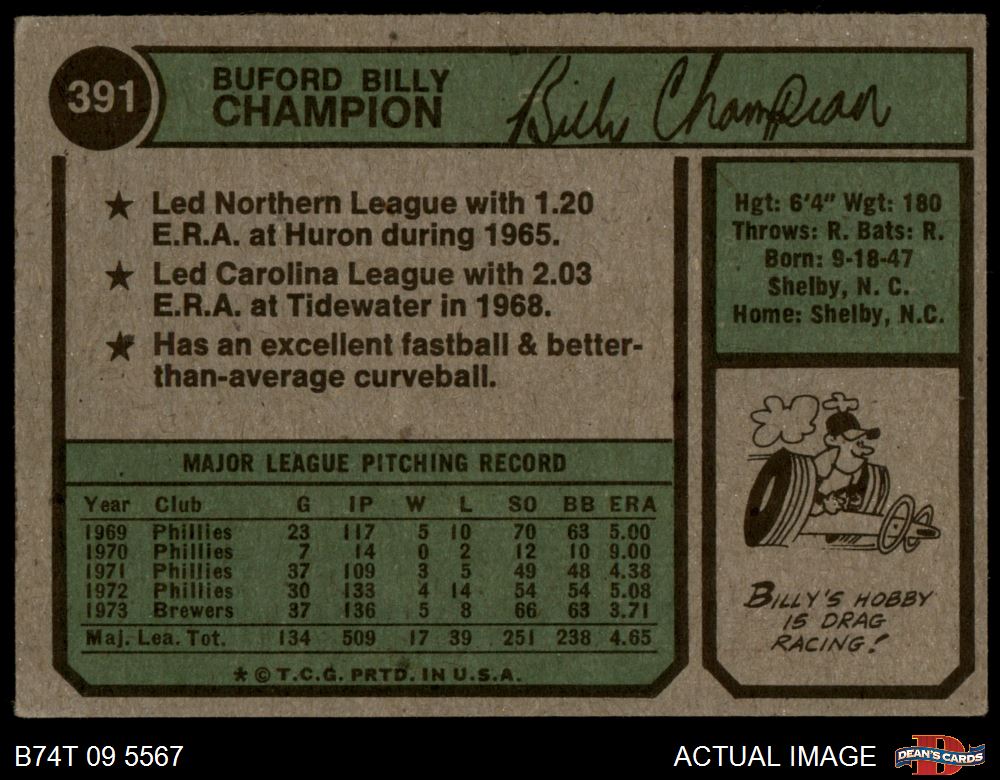 391
BUFORD BILLY
CHAMPION
Billy Champion
★ Led Northern League with 1.20
E.R.A. at Huron during 1965.
★ Led Carolina League with 2.03
E.R.A. at Tidewater in 1968.
★ Has an excellent fastball & better-
than-average curveball.
Hgt: 6'4" Wgt: 180
Throws: R. Bats: R.
Born: 9-18-47
Shelby, N. C.
Home: Shelby, N.C.
MAJOR LEAGUE PITCHING RECORD
Year Club G IP W L SO BB ERA
1969 Phillies 23 117 5 10 70 63 5.00
1970 Phillies 7 14 0 2 12 10 9.00
1971 Phillies 37 109 3 5 49 48 4.38
1972 Phillies 30 133 4 14 54 54 5.08
1973 Brewers 37 136 5 8 66 63 3.71
Maj. Lea. Tot. 134 509 17 39 251 238 4.65
* © T.C.G. PRTD. IN U.S.A.
BILLY'S HOBBY
IS DRAG
RACING!
B74T 09 5567
ACTUAL IMAGE
D
DEAN'S CARDS